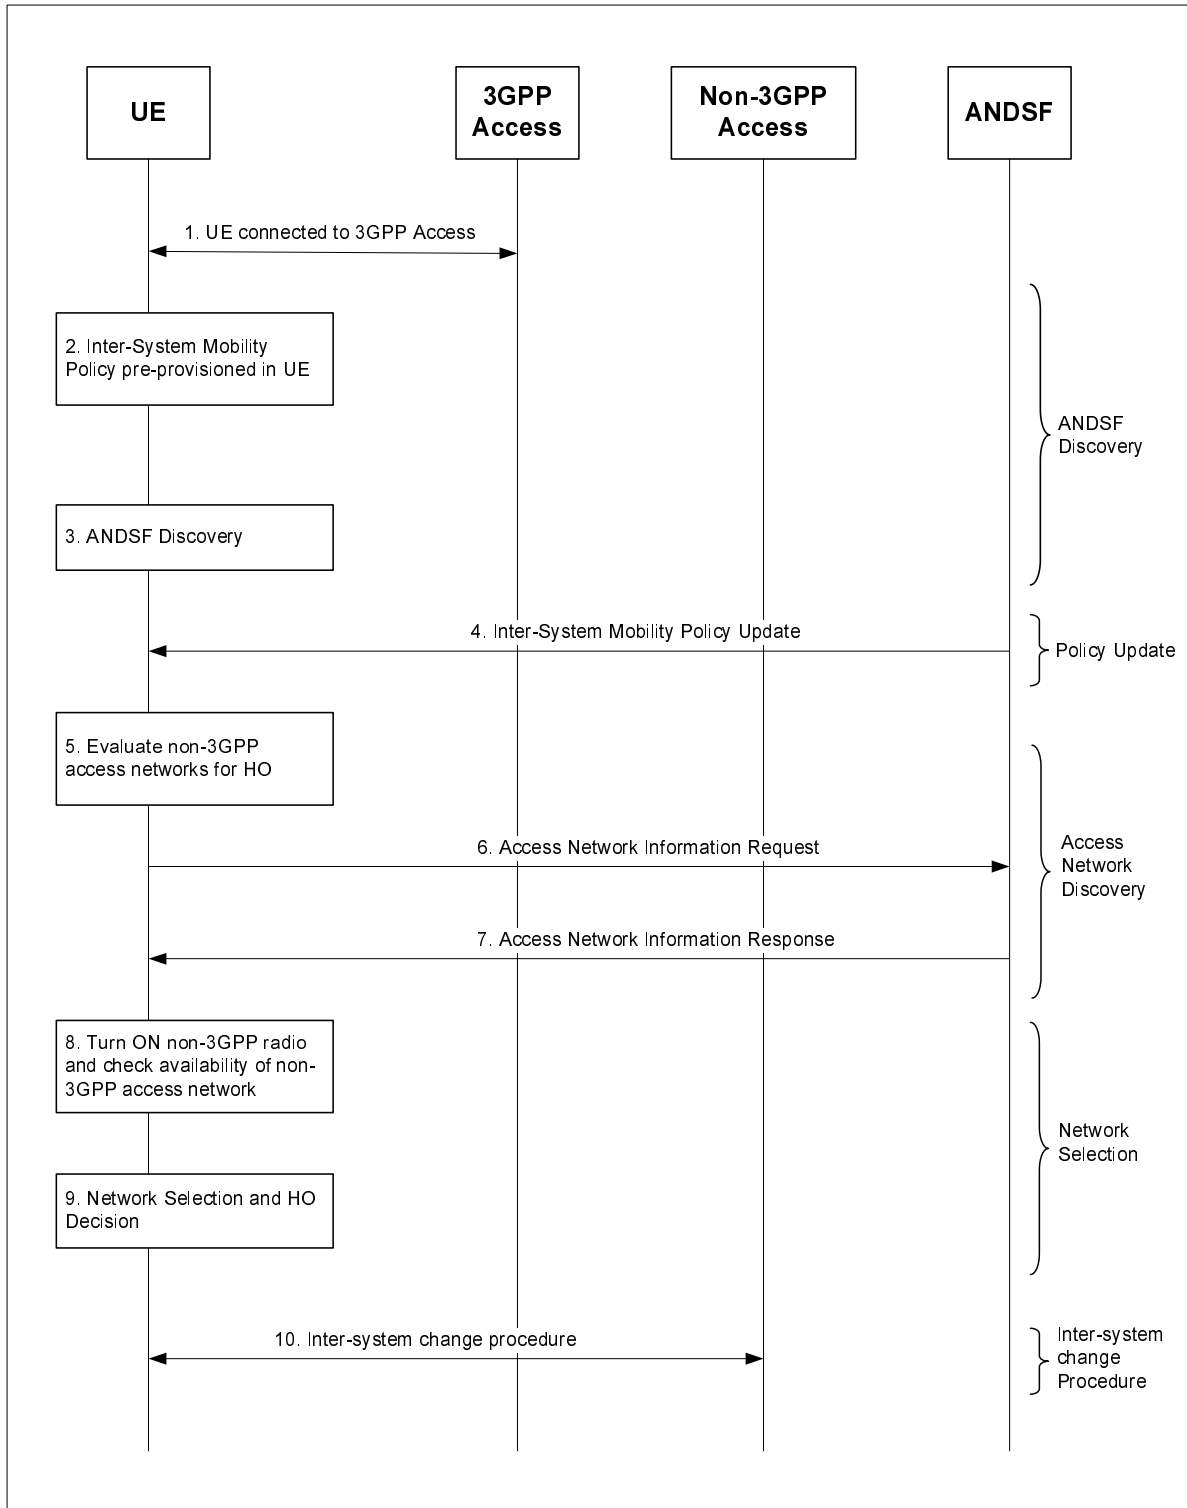 UE
3GPP
Access
Non-3GPP
Access
ANDSF
1. UE connected to 3GPP Access
2. Inter-System Mobility
Policy pre-provisioned in UE
ANDSF
Discovery
3. ANDSF Discovery
4. Inter-System Mobility Policy Update
Policy Update
5. Evaluate non-3GPP
access networks for HO
6. Access Network Information Request
Access
Network
Discovery
7. Access Network Information Response
8. Turn ON non-3GPP radio
and check availability of non-
3GPP access network
Network
Selection
9. Network Selection and HO
Decision
10. Inter-system change procedure
Inter-system
change
Procedure